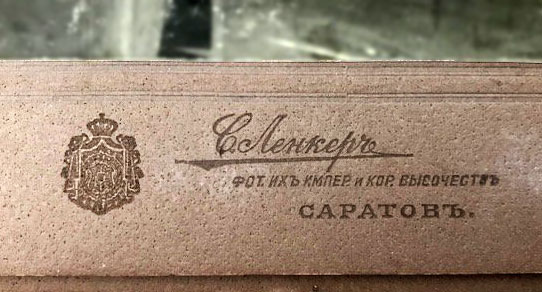 С. Ленкеръ
ФОТ. ИХЪ ИМПЕР. И КОР. ВЫСОЧЕСТВЪ
САРАТОВЪ.